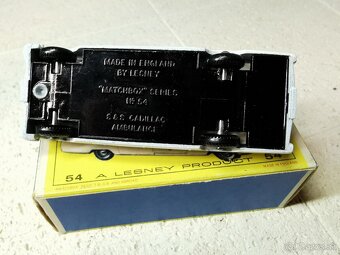 MADE IN ENGLAND
BY LESNEY
"MATCHBOX" SERIES
Nº 54
S & S CADILLAC
AMBULANCE
54 A LESNEY PRODUCT 54